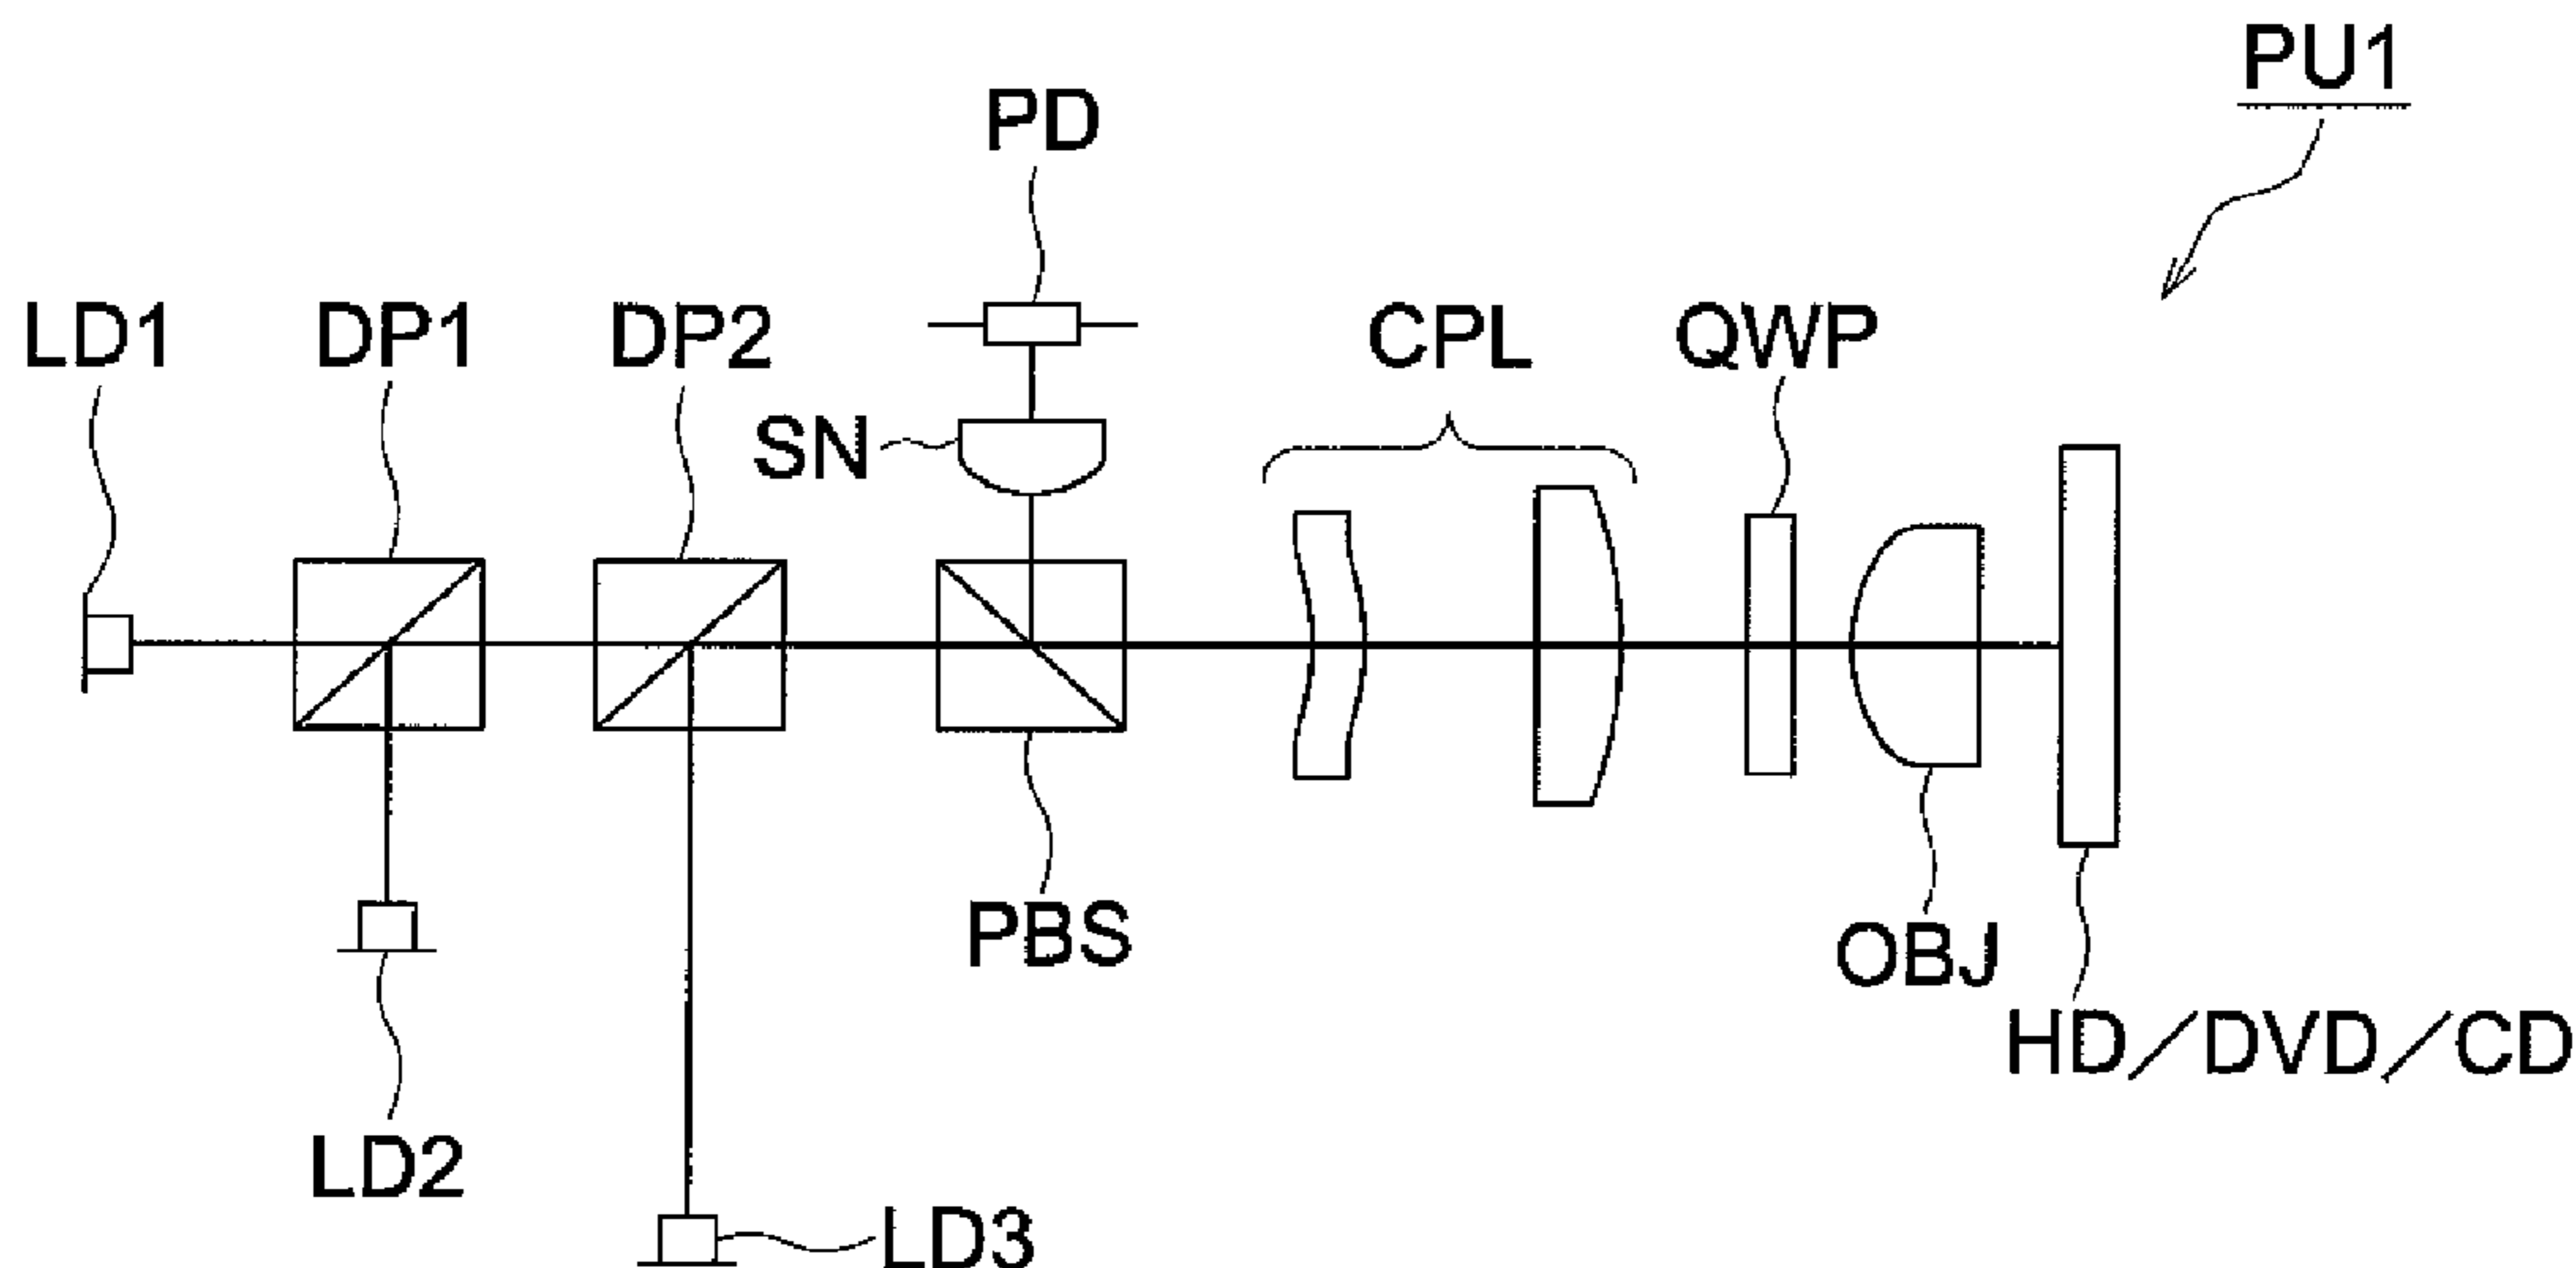 PU1
PD
LD1
DP1
DP2
CPL
QWP
SN
PBS
OBJ
HD/DVD/CD
LD2
LD3